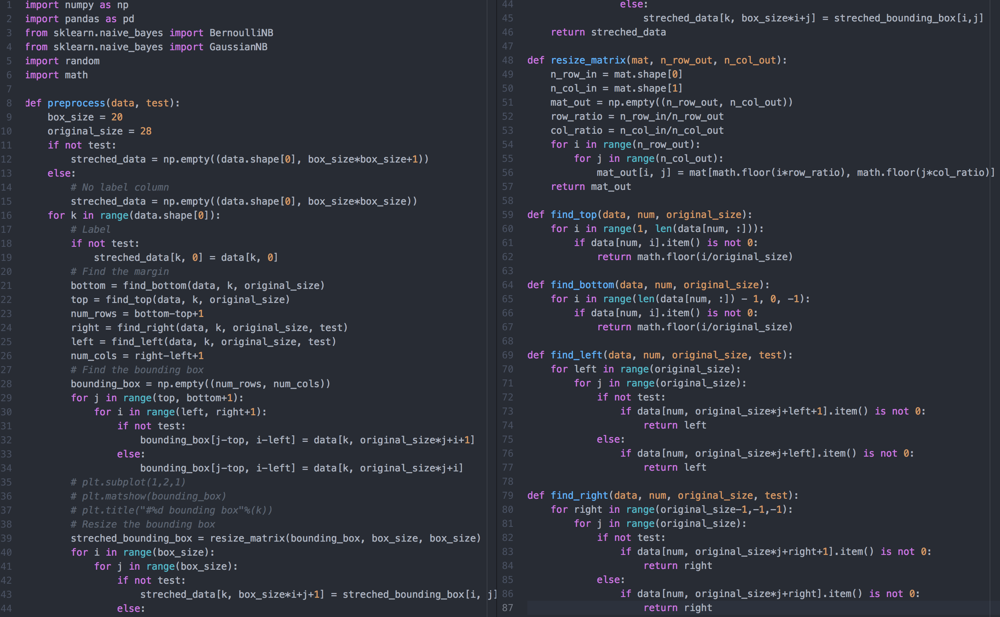 1 import numpy as np
2 import pandas as pd
3 from sklearn.naive_bayes import BernoulliNB
4 from sklearn.naive_bayes import GaussianNB
5 import random
6 import math
7
8 def preprocess(data, test):
9     box_size = 20
10     original_size = 28
11     if not test:
12         streched_data = np.empty((data.shape[0], box_size*box_size+1))
13     else:
14         # No label column
15         streched_data = np.empty((data.shape[0], box_size*box_size))
16     for k in range(data.shape[0]):
17         # Label
18         if not test:
19             streched_data[k, 0] = data[k, 0]
20         # Find the margin
21         bottom = find_bottom(data, k, original_size)
22         top = find_top(data, k, original_size)
23         num_rows = bottom-top+1
24         right = find_right(data, k, original_size, test)
25         left = find_left(data, k, original_size, test)
26         num_cols = right-left+1
27         # Find the bounding box
28         bounding_box = np.empty((num_rows, num_cols))
29         for j in range(top, bottom+1):
30             for i in range(left, right+1):
31                 if not test:
32                     bounding_box[j-top, i-left] = data[k, original_size*j+i+1]
33                 else:
34                     bounding_box[j-top, i-left] = data[k, original_size*j+i]
35         # plt.subplot(1,2,1)
36         # plt.matshow(bounding_box)
37         # plt.title("#%d bounding box"%(k))
38         # Resize the bounding box
39         streched_bounding_box = resize_matrix(bounding_box, box_size, box_size)
40         for i in range(box_size):
41             for j in range(box_size):
42                 if not test:
43                     streched_data[k, box_size*i+j+1] = streched_bounding_box[i, j]
44                 else:
44                 else:
45                     streched_data[k, box_size*i+j] = streched_bounding_box[i,j]
46     return streched_data
47
48 def resize_matrix(mat, n_row_out, n_col_out):
49     n_row_in = mat.shape[0]
50     n_col_in = mat.shape[1]
51     mat_out = np.empty((n_row_out, n_col_out))
52     row_ratio = n_row_in/n_row_out
53     col_ratio = n_col_in/n_col_out
54     for i in range(n_row_out):
55         for j in range(n_col_out):
56             mat_out[i, j] = mat[math.floor(i*row_ratio), math.floor(j*col_ratio)]
57     return mat_out
58
59 def find_top(data, num, original_size):
60     for i in range(1, len(data[num, :])):
61         if data[num, i].item() is not 0:
62             return math.floor(i/original_size)
63
64 def find_bottom(data, num, original_size):
65     for i in range(len(data[num, :]) - 1, 0, -1):
66         if data[num, i].item() is not 0:
67             return math.floor(i/original_size)
68
69 def find_left(data, num, original_size, test):
70     for left in range(original_size):
71         for j in range(original_size):
72             if not test:
73                 if data[num, original_size*j+left+1].item() is not 0:
74                     return left
75             else:
76                 if data[num, original_size*j+left].item() is not 0:
77                     return left
78
79 def find_right(data, num, original_size, test):
80     for right in range(original_size-1,-1,-1):
81         for j in range(original_size):
82             if not test:
83                 if data[num, original_size*j+right+1].item() is not 0:
84                     return right
85             else:
86                 if data[num, original_size*j+right].item() is not 0:
87                     return right